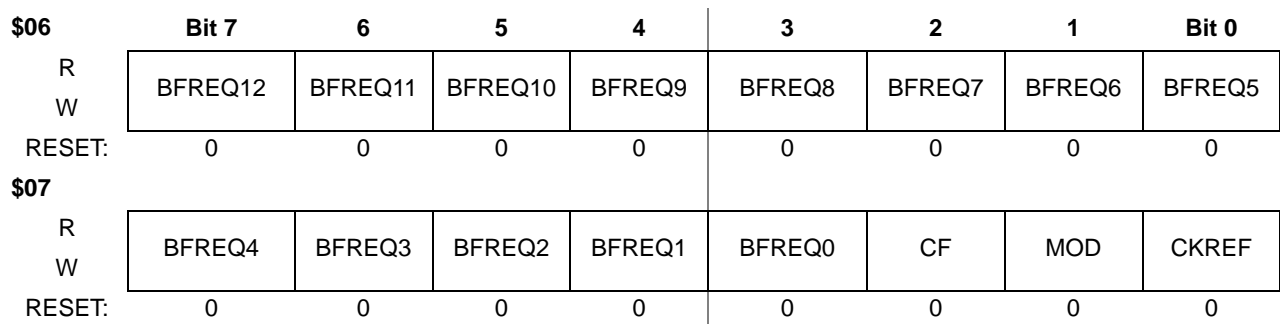 $06 Bit 7 6 5 4 3 2 1 Bit 0
R
BFREQ12 BFREQ11 BFREQ10 BFREQ9 BFREQ8 BFREQ7 BFREQ6 BFREQ5
W
RESET: 0 0 0 0 0 0 0 0
$07
R
BFREQ4 BFREQ3 BFREQ2 BFREQ1 BFREQ0 CF MOD CKREF
W
RESET: 0 0 0 0 0 0 0 0